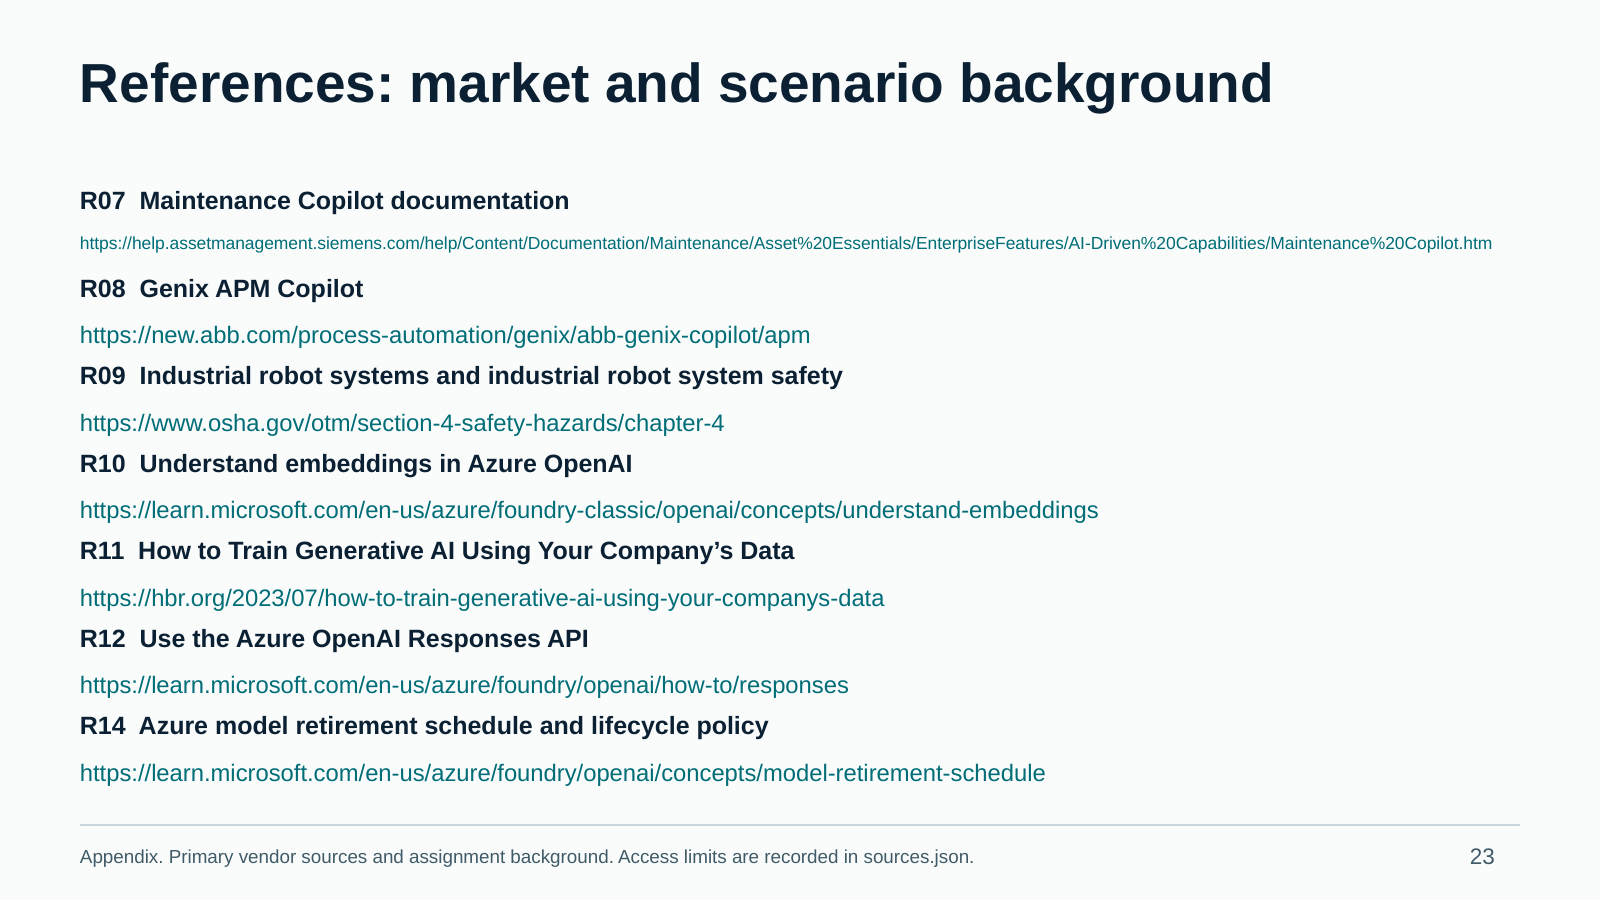 References: market and scenario background
R07 Maintenance Copilot documentation
https://help.assetmanagement.siemens.com/help/Content/Documentation/Maintenance/Asset%20Essentials/EnterpriseFeatures/AI-Driven%20Capabilities/Maintenance%20Copilot.htm
R08 Genix APM Copilot
https://new.abb.com/process-automation/genix/abb-genix-copilot/apm
R09 Industrial robot systems and industrial robot system safety
https://www.osha.gov/otm/section-4-safety-hazards/chapter-4
R10 Understand embeddings in Azure OpenAI
https://learn.microsoft.com/en-us/azure/foundry-classic/openai/concepts/understand-embeddings
R11 How to Train Generative AI Using Your Company’s Data
https://hbr.org/2023/07/how-to-train-generative-ai-using-your-companys-data
R12 Use the Azure OpenAI Responses API
https://learn.microsoft.com/en-us/azure/foundry/openai/how-to/responses
R14 Azure model retirement schedule and lifecycle policy
https://learn.microsoft.com/en-us/azure/foundry/openai/concepts/model-retirement-schedule
Appendix. Primary vendor sources and assignment background. Access limits are recorded in sources.json.
23